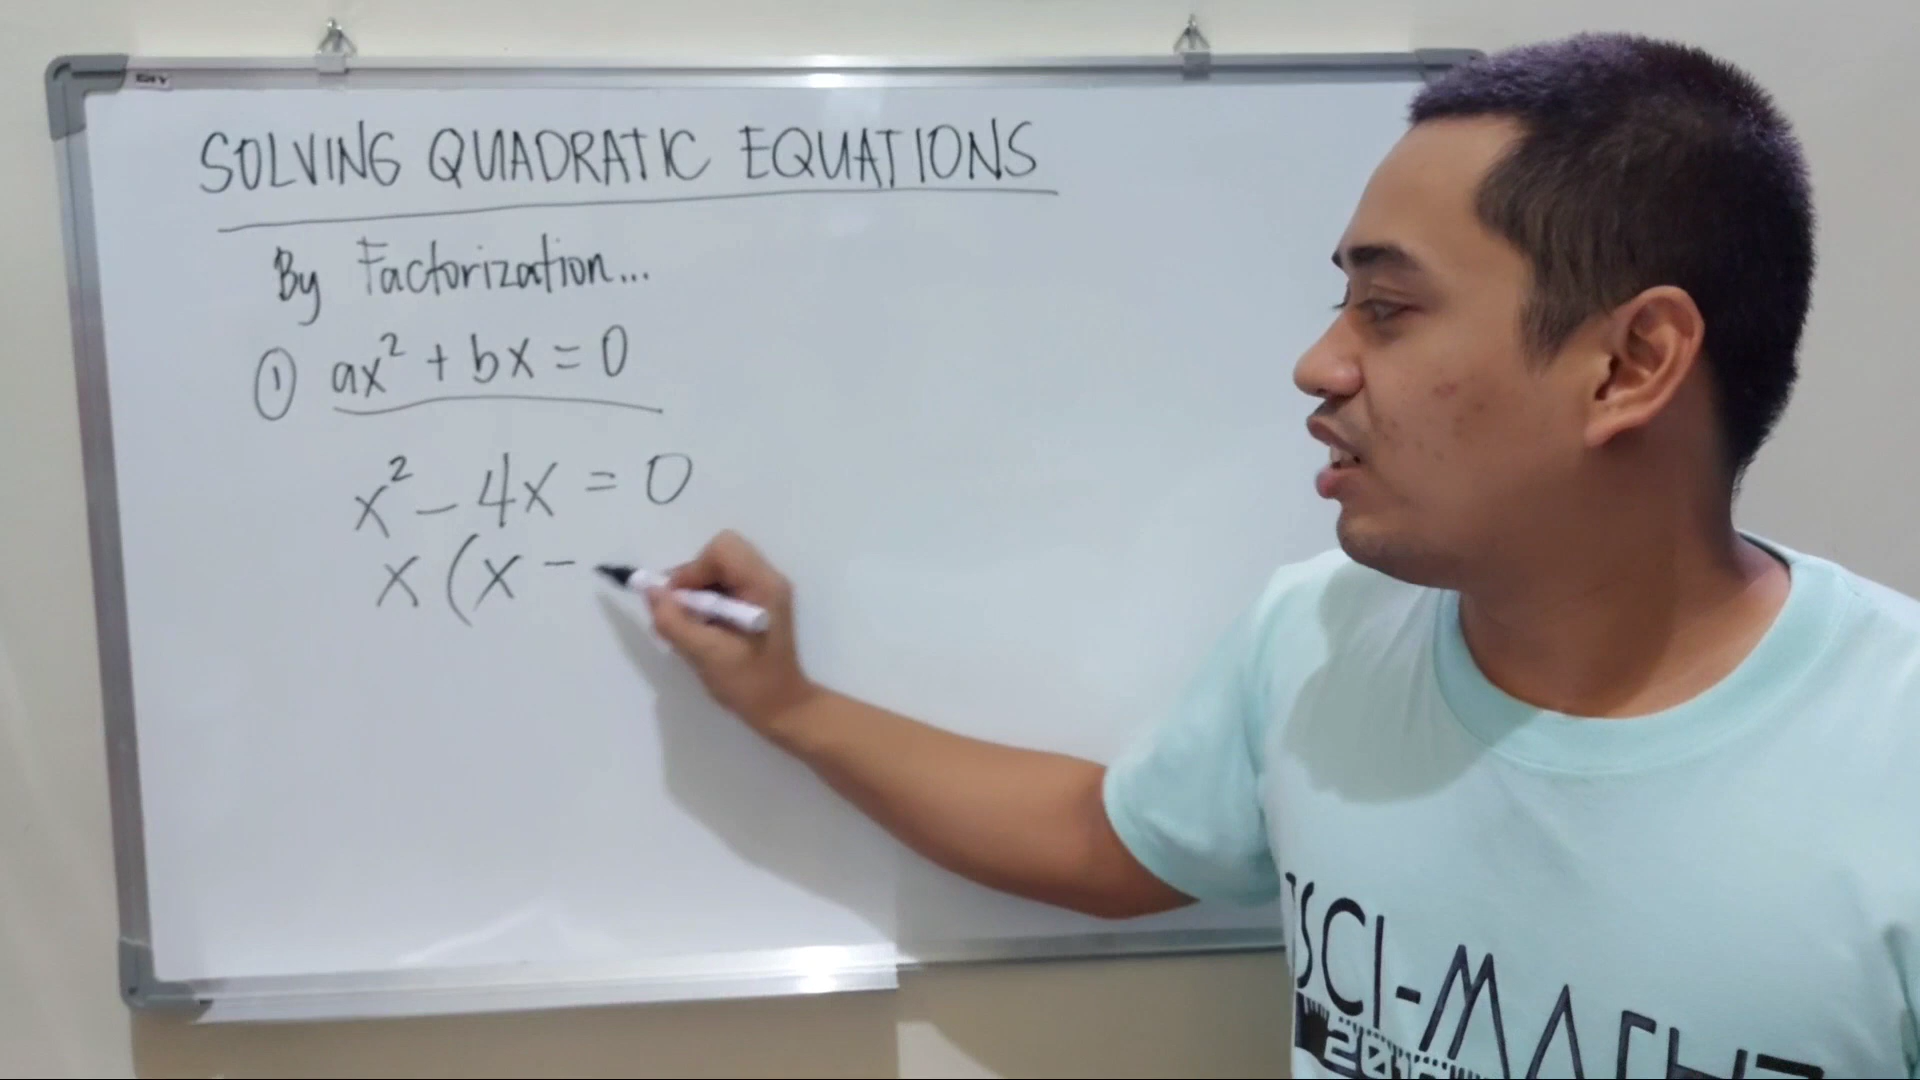 SOLVING QUADRATIC EQUATIONS
By Factorization...
① ax² + bx = 0
x² - 4x = 0
x (x -
SCI-MATH